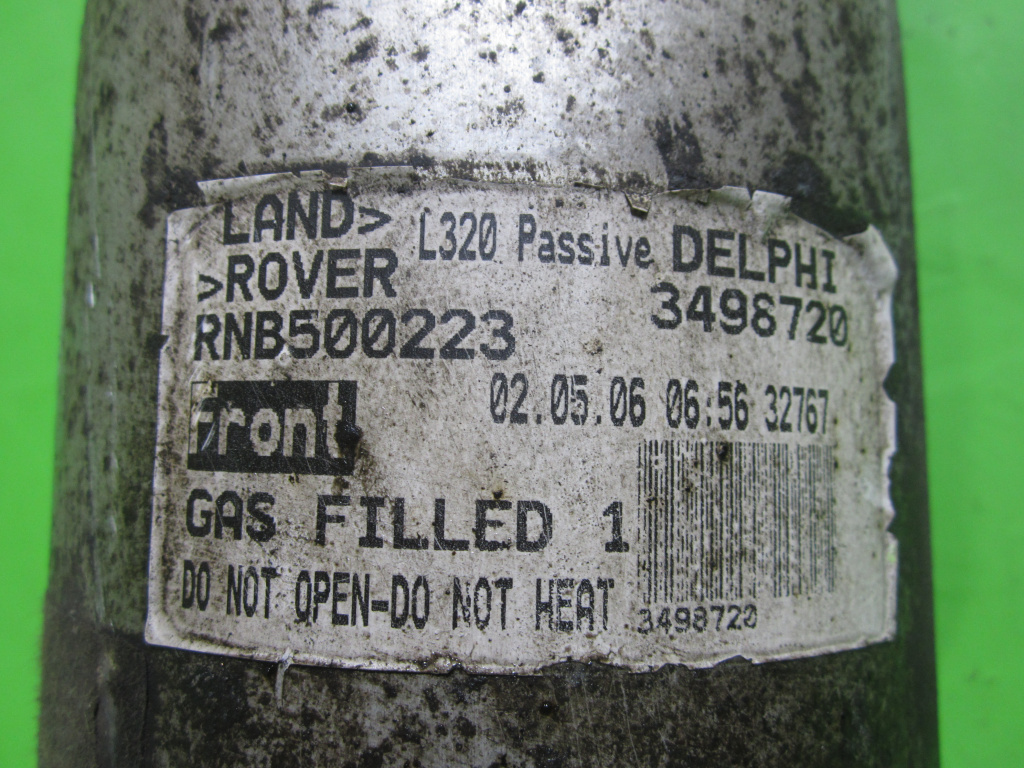 LAND>
>ROVER
L320 Passive DELPHI
3498720
RNB500223
front
02.05.06 06:56 32767
GAS FILLED 1
DO NOT OPEN-DO NOT HEAT
3498720